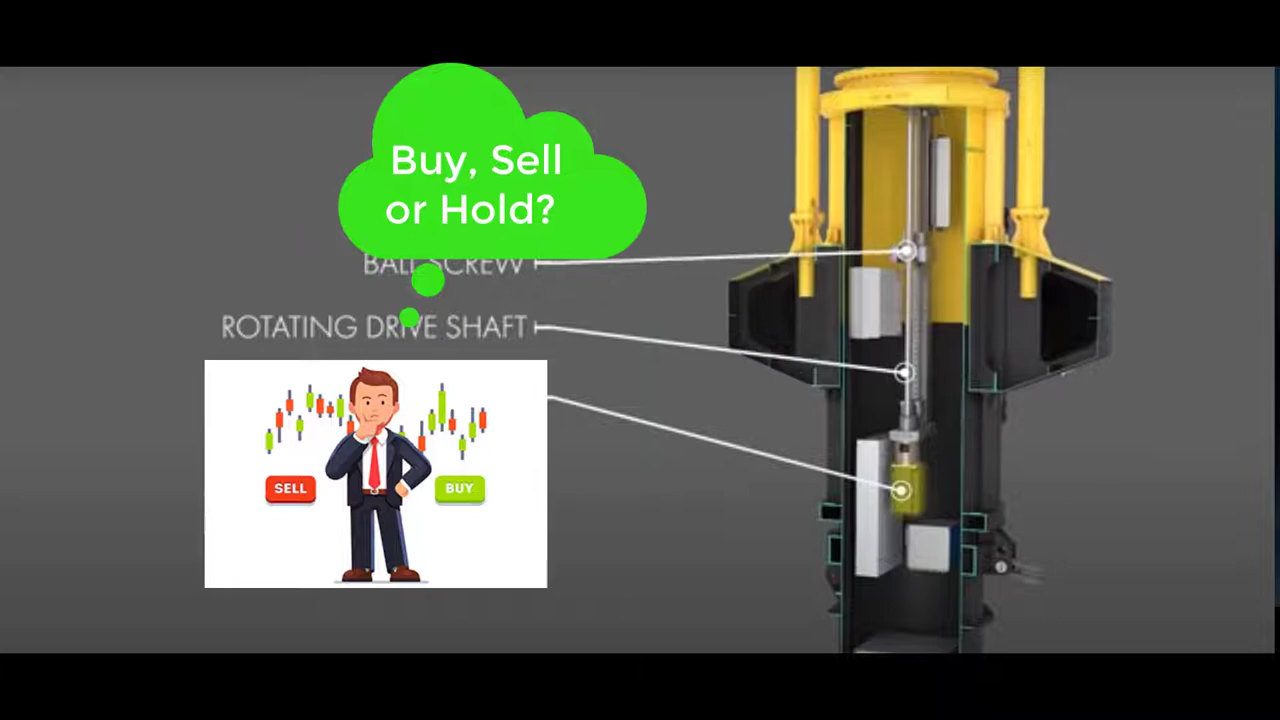 Buy, Sell
or Hold?
BALL SCREW
ROTATING DRIVE SHAFT
SELL
BUY